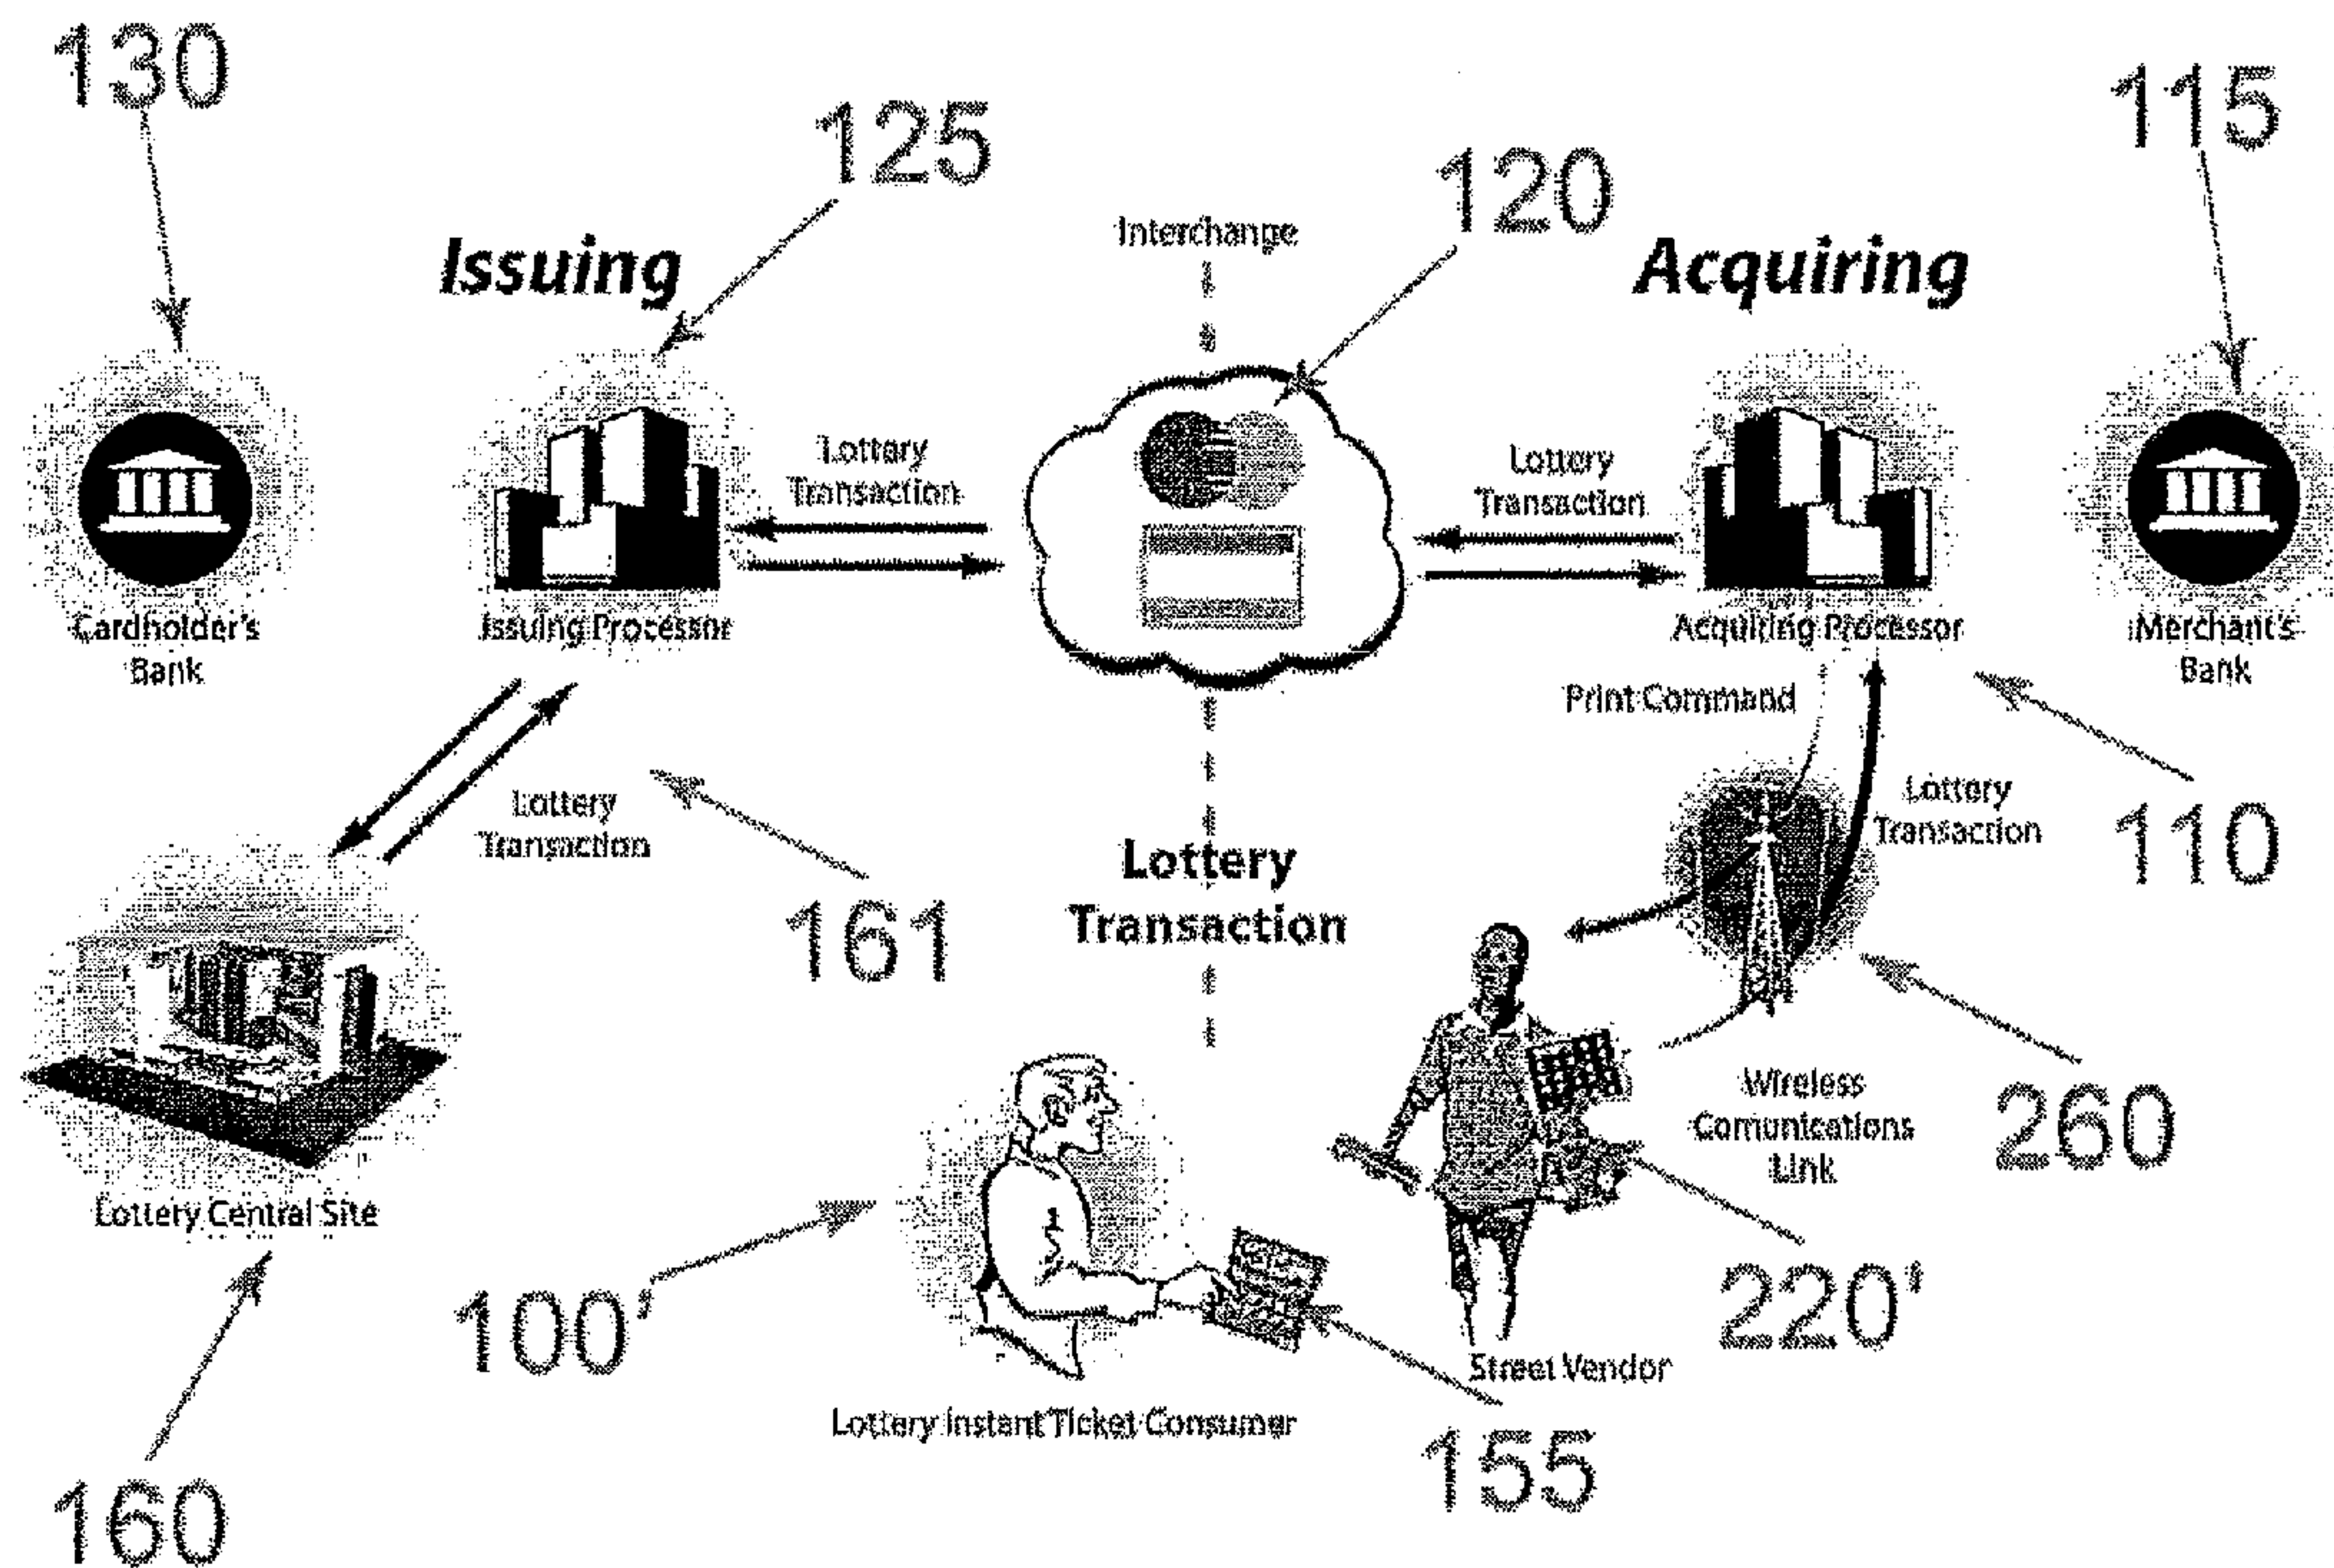 130
125
115
120
Interchange
Issuing
Acquiring
Lottery
Transaction
Lottery
Transaction
Cardholder's
Bank
Issuing Processor
Acquiring Processor
Merchant's
Bank
Print Command
Lottery
Transaction
Lottery
Transaction
110
Lottery
Transaction
161
Wireless
Comunications
Link
260
Lottery Central Site
100'
220'
Street Vendor
Lottery Instant Ticket Consumer
155
160